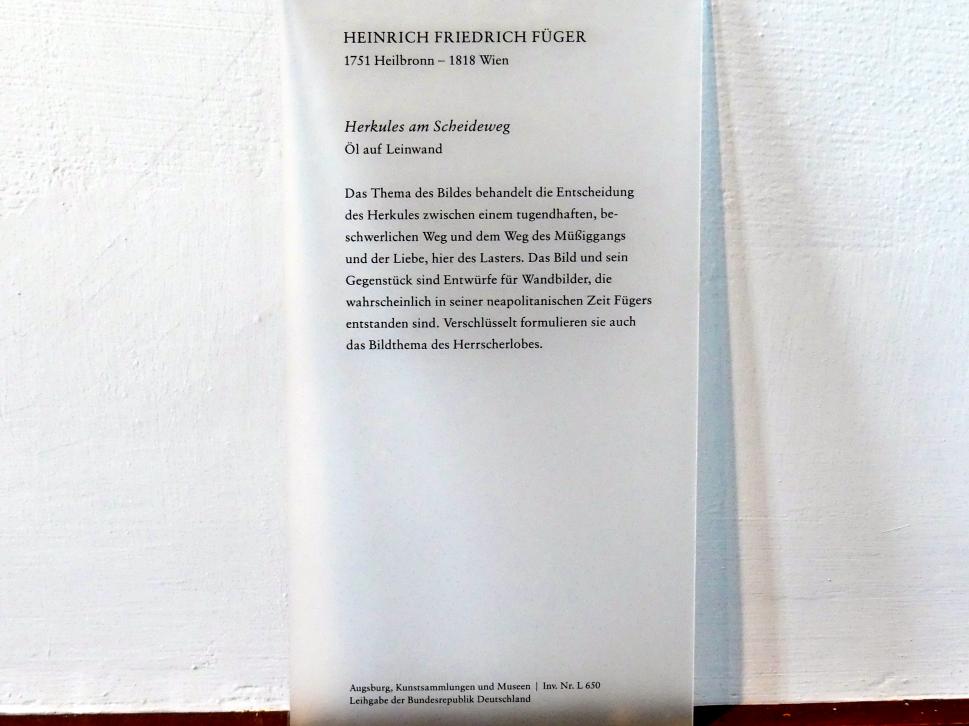 HEINRICH FRIEDRICH FÜGER
1751 Heilbronn – 1818 Wien
Herkules am Scheideweg
Öl auf Leinwand
Das Thema des Bildes behandelt die Entscheidung
des Herkules zwischen einem tugendhaften, be-
schwerlichen Weg und dem Weg des Müßiggangs
und der Liebe, hier des Lasters. Das Bild und sein
Gegenstück sind Entwürfe für Wandbilder, die
wahrscheinlich in seiner neapolitanischen Zeit Fügers
entstanden sind. Verschlüsselt formulieren sie auch
das Bildthema des Herrscherlobes.
Augsburg, Kunstsammlungen und Museen | Inv. Nr. L 650
Leihgabe der Bundesrepublik Deutschland